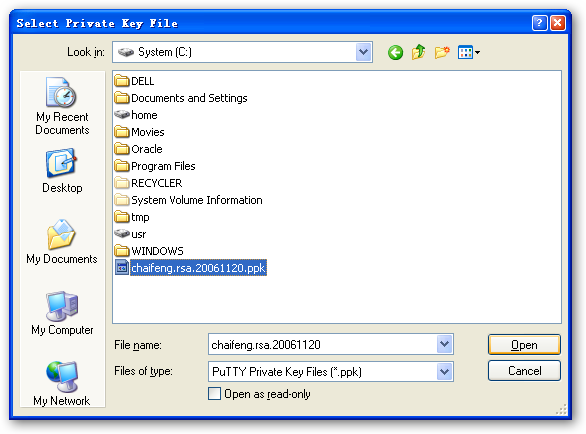 Select Private Key File
Look in:
System (C:)
My Recent
Documents
Desktop
My Documents
My Computer
My Network
DELL
Documents and Settings
home
Movies
Oracle
Program Files
RECYCLER
System Volume Information
tmp
usr
WINDOWS
chaifeng.rsa.20061120.ppk
File name:
chaifeng.rsa.20061120
Open
Files of type:
PuTTY Private Key Files (*.ppk)
Cancel
Open as read-only